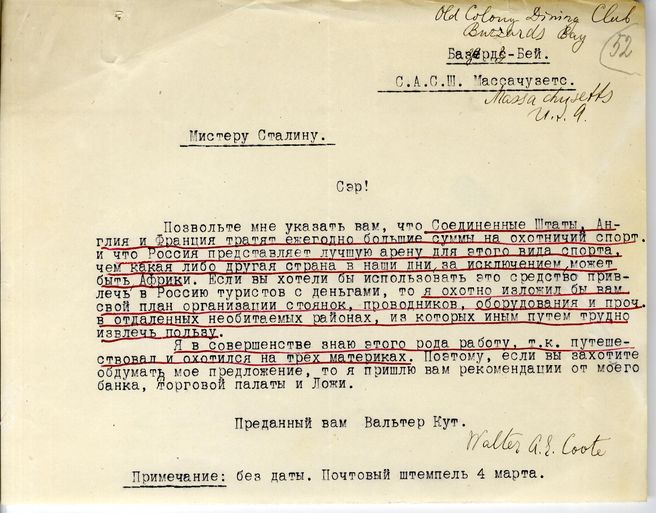 Old Colony Dining Club
Buzzards Bay
52
Базердс-Бей.
С.А.С.Ш. Массачузетс.
Massachusetts
U.S.A.
Мистеру Сталину.
Сэр!
Позвольте мне указать вам, что Соединенные Штаты, Ан-
глия и Франция тратят ежегодно большие суммы на охотничий спорт.
и что Россия представляет лучшую арену для этого вида спорта,
чем какая либо другая страна в наши дни,за исключением,может
быть Африки. Если вы хотели бы использовать это средство прив-
лечь в Россию туристов с деньгами, то я охотно изложил бы вам
свой план организации стоянок, проводников, оборудования и проч.
в отдаленных необитаемых районах, из которых иным путем трудно
извлечь пользу.
Я в совершенстве знаю этого рода работу, т.к. путеше-
ствовал и охотился на трех материках. Поэтому, если вы захотите
обдумать мое предложение, то я пришлю вам рекомендации от моего
банка, торговой палаты и Ложи.
Преданный вам Вальтер Кут.
Walter A.E. Coote
Примечание: без даты. Почтовый штемпель 4 марта.